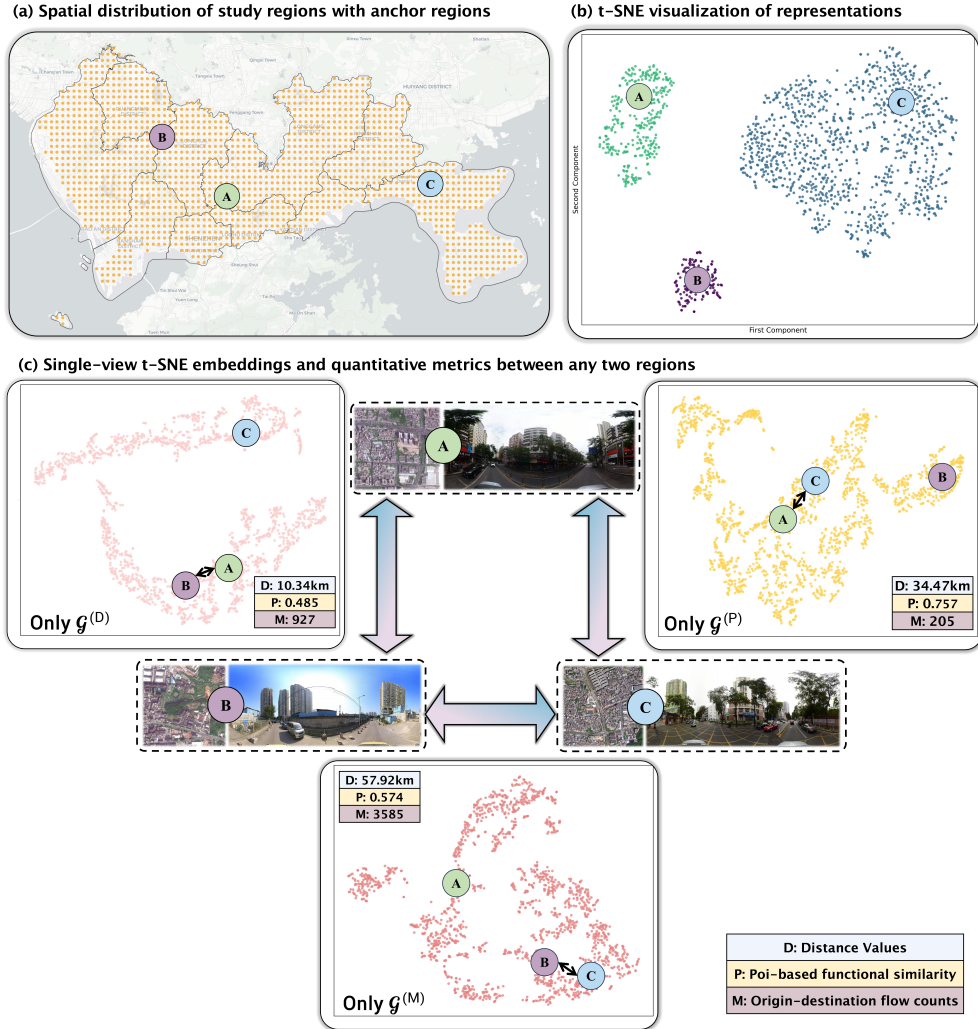 (a) Spatial distribution of study regions with anchor regions
(b) t-SNE visualization of representations
HUIYANG DISTRICT
B
A
C
A
C
B
Second Component
First Component
(c) Single-view t-SNE embeddings and quantitative metrics between any two regions
C
B
A
D: 10.34km
P: 0.485
M: 927
Only 𝒢(D)
A
C
A
B
D: 34.47km
P: 0.757
M: 205
Only 𝒢(P)
B
C
D: 57.92km
P: 0.574
M: 3585
A
B
C
Only 𝒢(M)
D: Distance Values
P: Poi-based functional similarity
M: Origin-destination flow counts